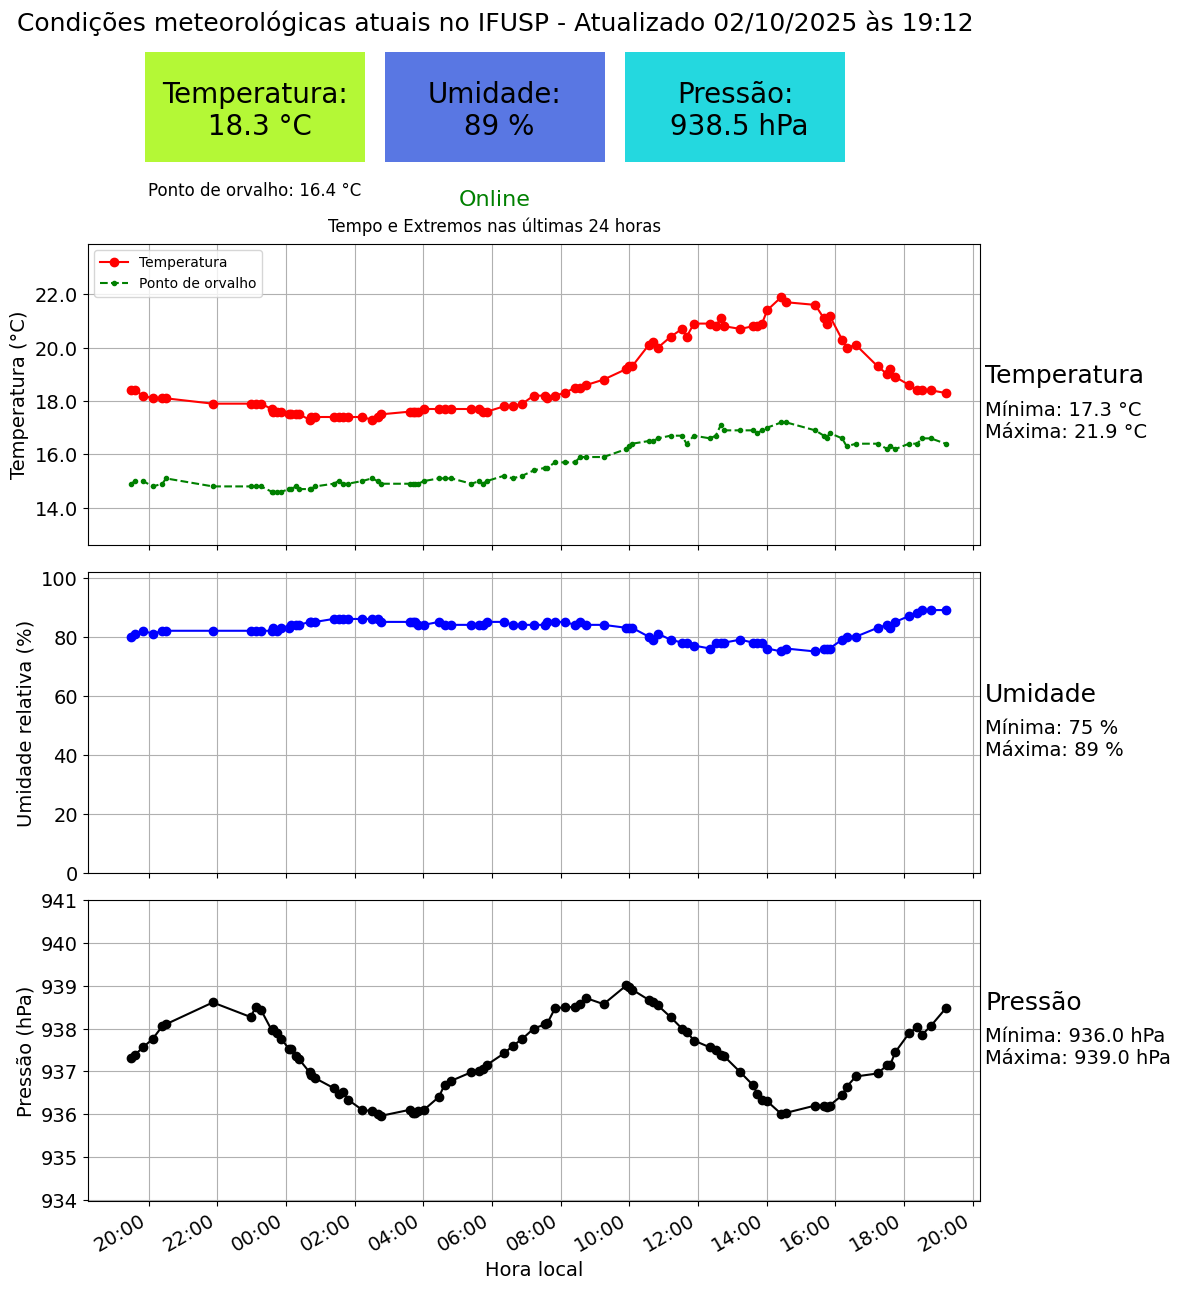 Condições meteorológicas atuais no IFUSP - Atualizado 02/10/2025 às 19:12
Temperatura:
18.3 °C
Umidade:
89 %
Pressão:
938.5 hPa
Ponto de orvalho: 16.4 °C
Online
Tempo e Extremos nas últimas 24 horas
Temperatura
Ponto de orvalho
Temperatura (°C)
22.0
20.0
18.0
16.0
14.0
Temperatura
Mínima: 17.3 °C
Máxima: 21.9 °C
Umidade relativa (%)
100
80
60
40
20
0
Umidade
Mínima: 75 %
Máxima: 89 %
Pressão (hPa)
941
940
939
938
937
936
935
934
Pressão
Mínima: 936.0 hPa
Máxima: 939.0 hPa
20:00 22:00 00:00 02:00 04:00 06:00 08:00 10:00 12:00 14:00 16:00 18:00 20:00
Hora local